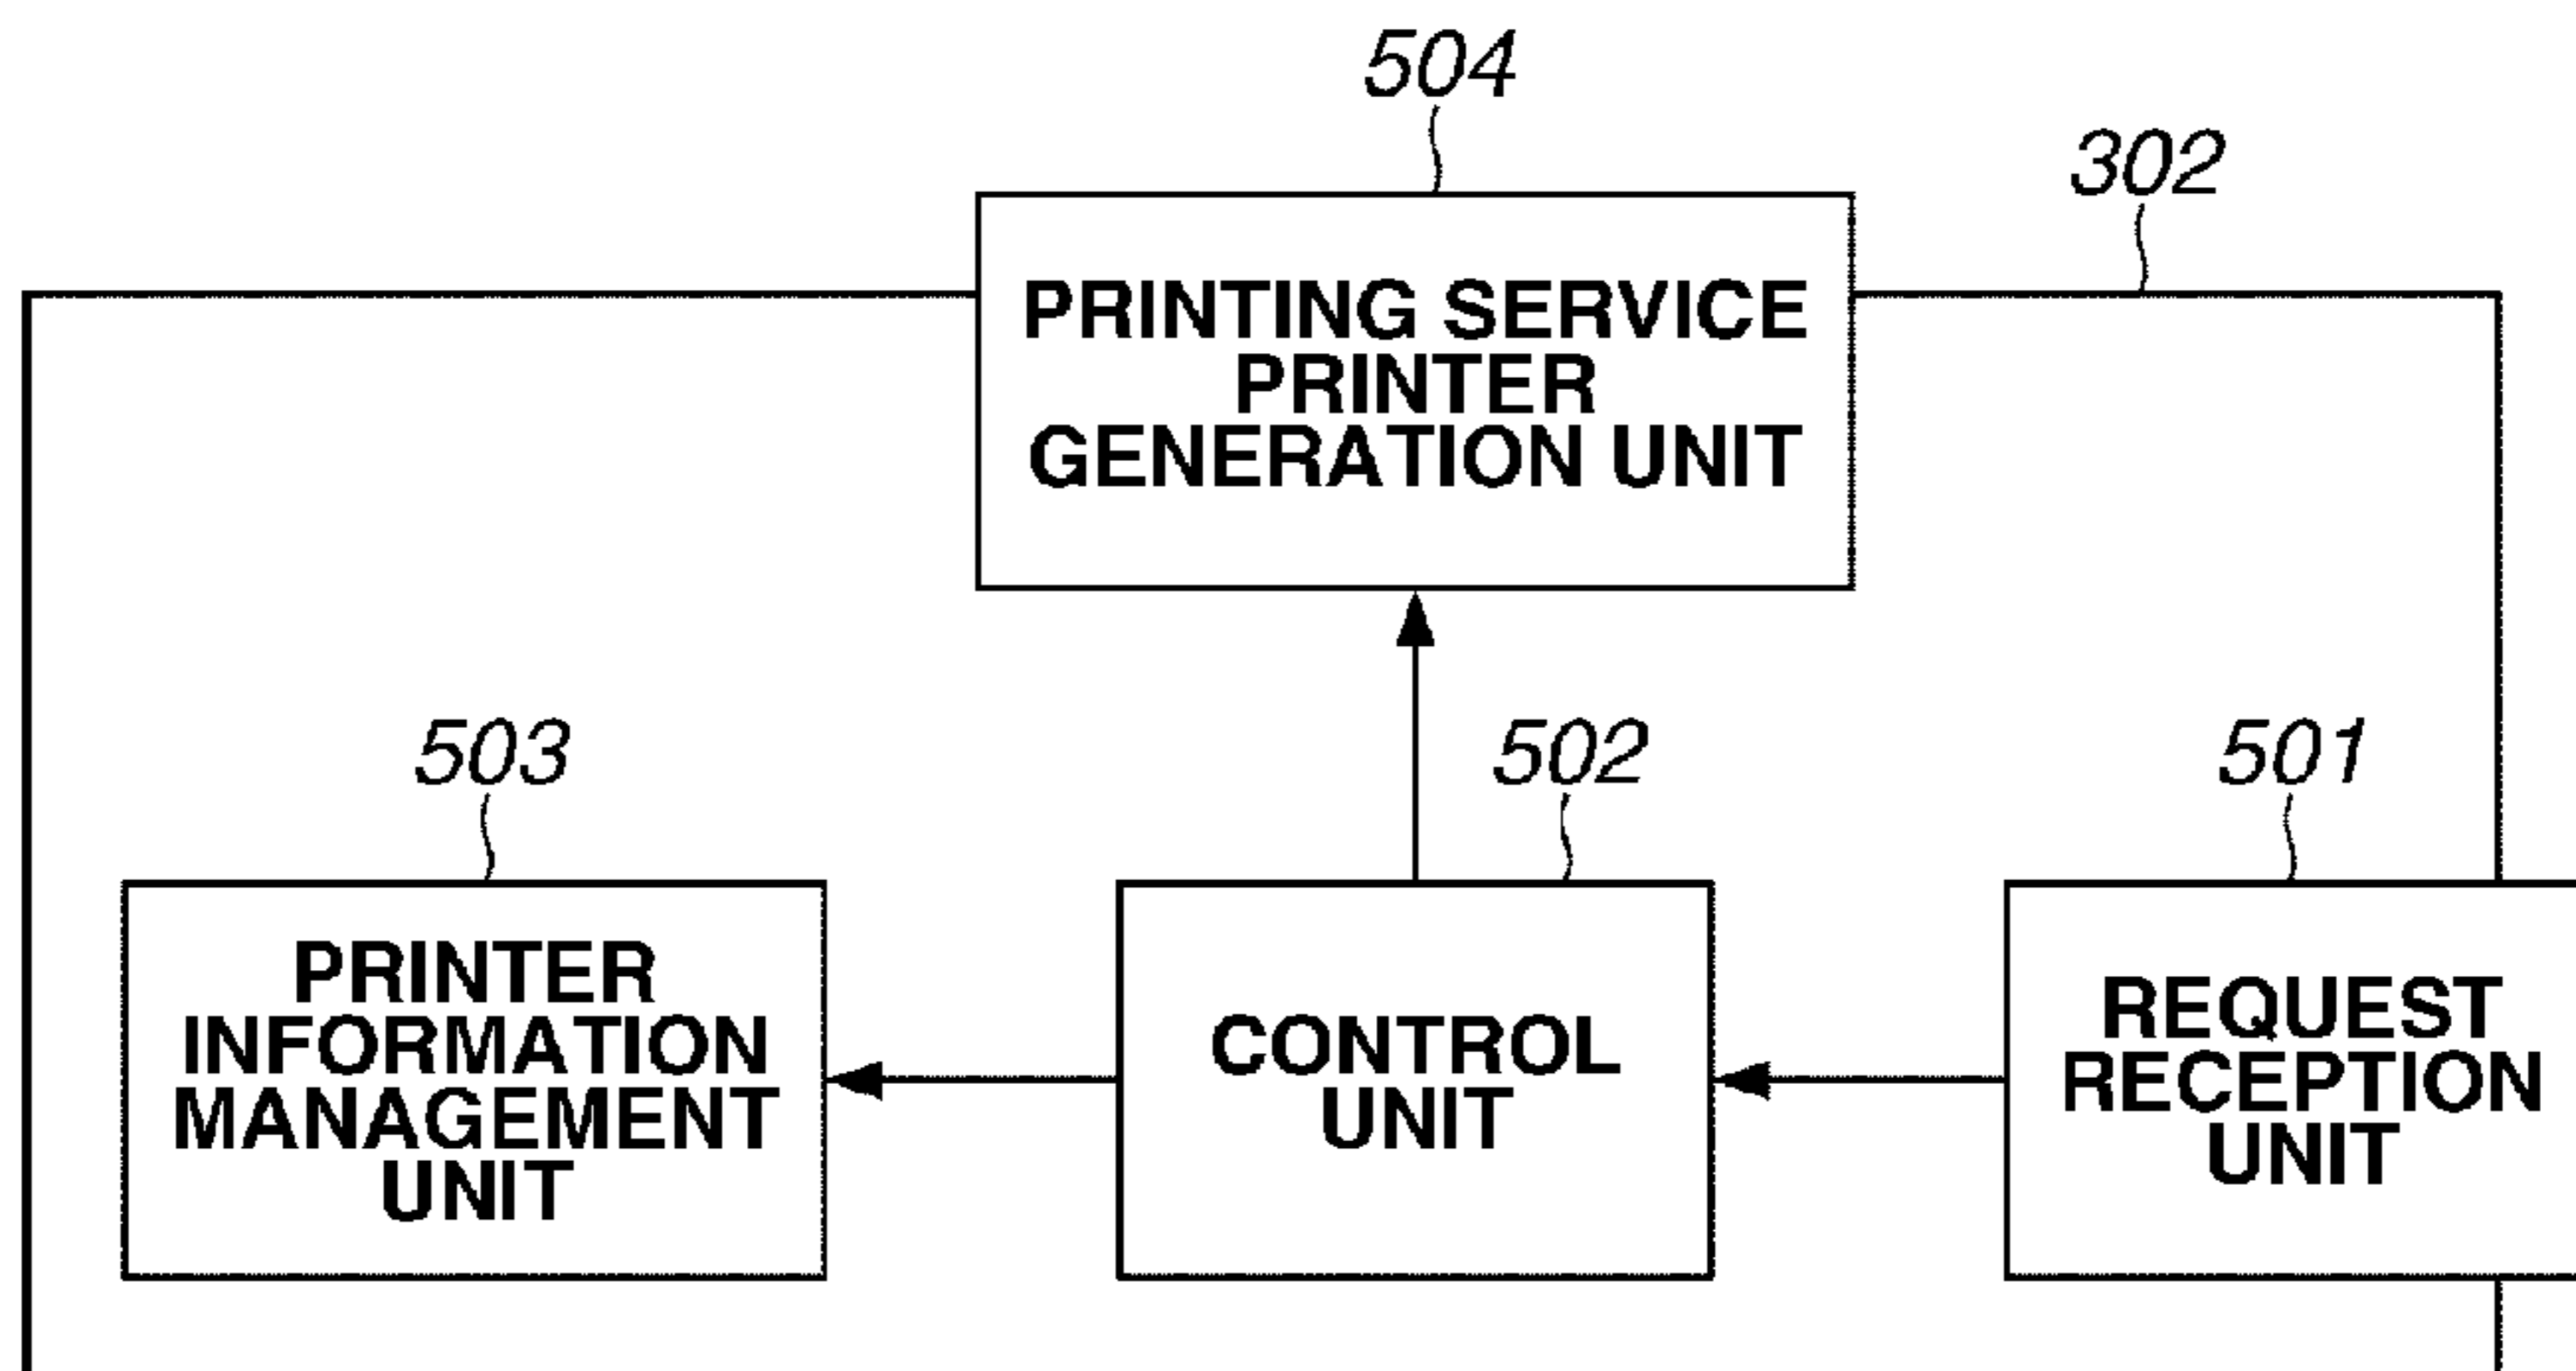 504
302
PRINTING SERVICE
PRINTER
GENERATION UNIT
503
502
501
PRINTER
INFORMATION
MANAGEMENT
UNIT
CONTROL
UNIT
REQUEST
RECEPTION
UNIT